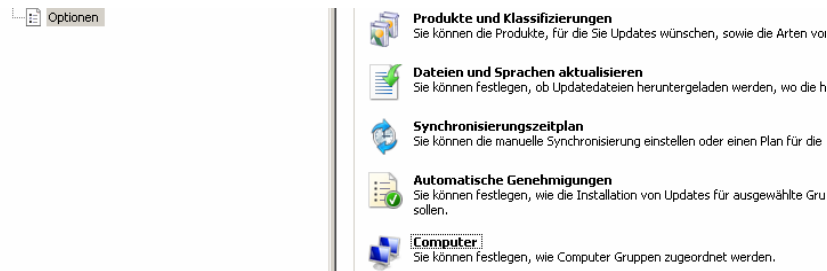 Optionen
Produkte und Klassifizierungen
Sie können die Produkte, für die Sie Updates wünschen, sowie die Arten
Dateien und Sprachen aktualisieren
Sie können festlegen, ob Updatedateien heruntergeladen werden, wo die
Synchronisierungszeitplan
Sie können die manuelle Synchronisierung einstellen oder einen Plan für die
Automatische Genehmigungen
Sie können festlegen, wie die Installation von Updates für ausgewählte
sollen.
Computer
Sie können festlegen, wie Computer Gruppen zugeordnet werden.